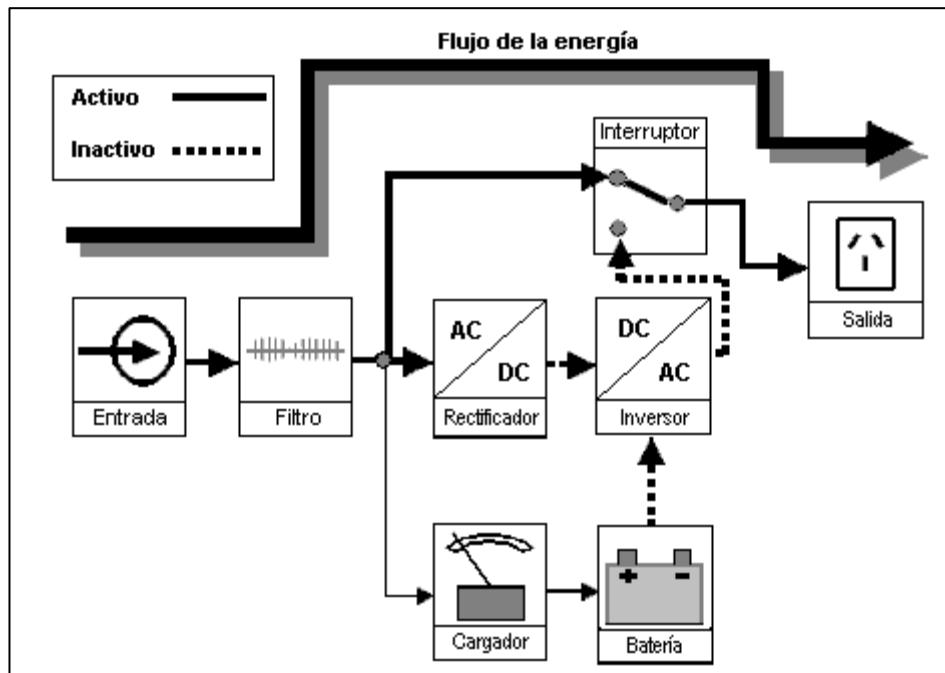 Flujo de la energía
Activo
Inactivo
Interruptor
Salida
AC
DC
DC
AC
Entrada
Filtro
Rectificador
Inversor
+ -
Cargador
Batería